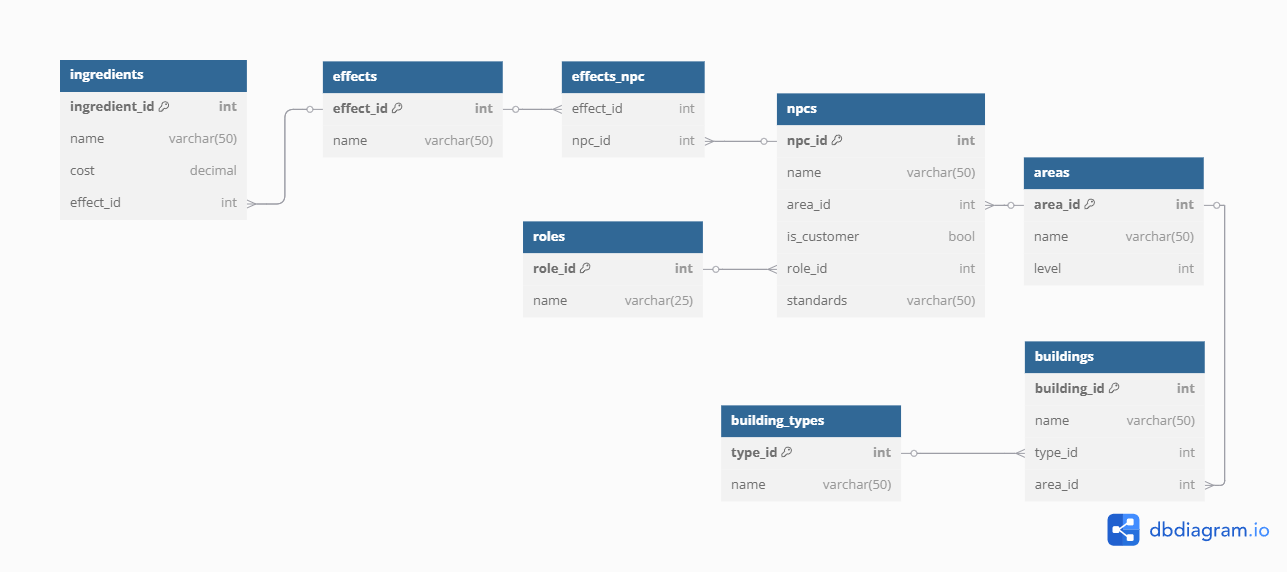 ingredients
ingredient_id int
name varchar(50)
cost decimal
effect_id int
effects
effect_id int
name varchar(50)
effects_npc
effect_id int
npc_id int
npcs
npc_id int
name varchar(50)
area_id int
is_customer bool
role_id int
standards varchar(50)
areas
area_id int
name varchar(50)
level int
roles
role_id int
name varchar(25)
buildings
building_id int
name varchar(50)
type_id int
area_id int
building_types
type_id int
name varchar(50)
dbdiagram.io